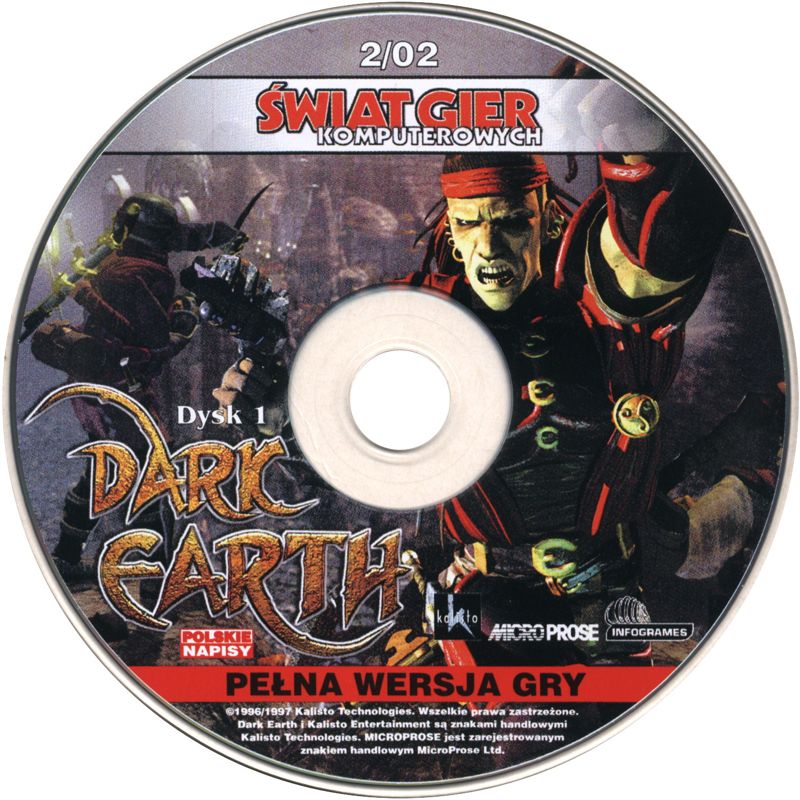 2/02
ŚWIAT GIER
KOMPUTEROWYCH
Dysk 1
DARK
EARTH
kalisto
MICROPROSE
INFOGRAMES
POLSKIE
NAPISY
PEŁNA WERSJA GRY
©1996/1997 Kalisto Technologies. Wszelkie prawa zastrzeżone.
Dark Earth i Kalisto Entertainment są znakami handlowymi
Kalisto Technologies. MICROPROSE jest zarejestrowanym
znakiem handlowym MicroProse Ltd.